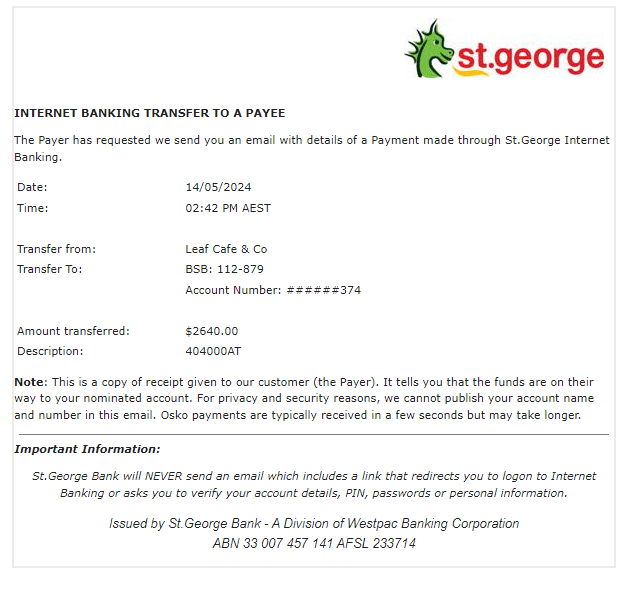 st.george
INTERNET BANKING TRANSFER TO A PAYEE
The Payer has requested we send you an email with details of a Payment made through St.George Internet
Banking.
Date: 14/05/2024
Time: 02:42 PM AEST
Transfer from: Leaf Cafe & Co
Transfer To: BSB: 112-879
Account Number: ######374
Amount transferred: $2640.00
Description: 404000AT
Note: This is a copy of receipt given to our customer (the Payer). It tells you that the funds are on their
way to your nominated account. For privacy and security reasons, we cannot publish your account name
and number in this email. Osko payments are typically received in a few seconds but may take longer.
Important Information:
St.George Bank will NEVER send an email which includes a link that redirects you to logon to Internet
Banking or asks you to verify your account details, PIN, passwords or personal information.
Issued by St.George Bank - A Division of Westpac Banking Corporation
ABN 33 007 457 141 AFSL 233714